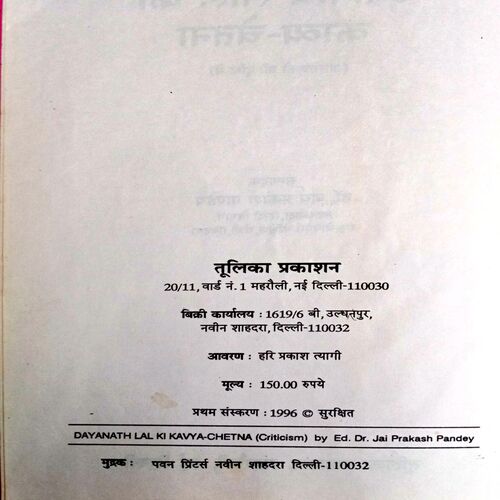 तूलिका प्रकाशन
20/11, वार्ड नं. 1 महरौली, नई दिल्ली-110030
बिक्री कार्यालय : 1619/6 बी, उल्धनपुर,
नवीन शाहदरा, दिल्ली-110032
आवरण : हरि प्रकाश त्यागी
मूल्य : 150.00 रुपये
प्रथम संस्करण : 1996 © सुरक्षित
DAYANATH LAL KI KAVYA-CHETNA (Criticism) by Ed. Dr. Jai Prakash Pandey
मुद्रक : पवन प्रिंटर्स नवीन शाहदरा दिल्ली-110032